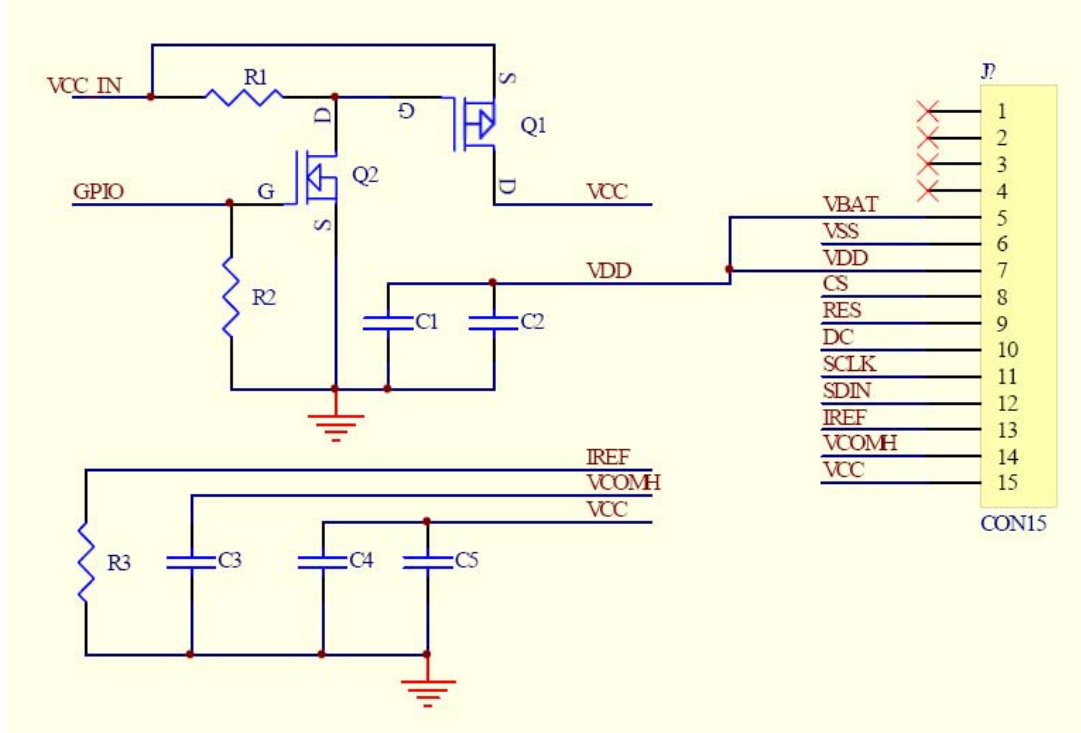 VCC IN
R1
D
G
S
Q1
D
VCC
GPIO
G
Q2
S
R2
VDD
C1
C2
IREF
VCOMH
VCC
R3
C3
C4
C5
J?
1
2
3
4
VBAT 5
VSS 6
VDD 7
CS 8
RES 9
DC 10
SCLK 11
SDIN 12
IREF 13
VCOMH 14
VCC 15
CON15